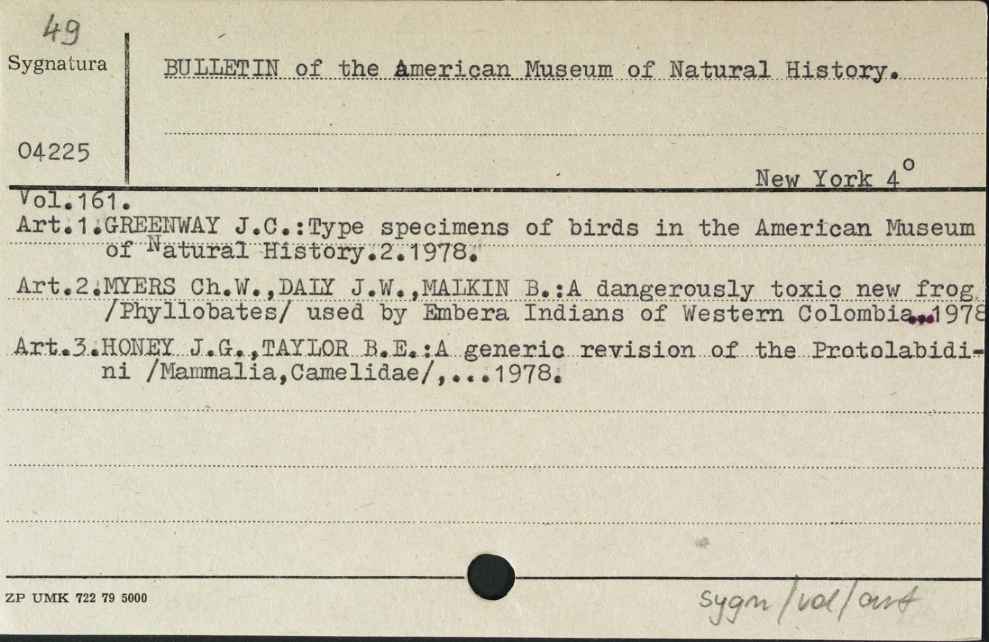 49
Sygnatura
BULLETIN of the American Museum of Natural History.
04225
New York 4°
Vol.161.
Art.1.GREENWAY J.C.:Type specimens of birds in the American Museum
of Natural History.2.1978.
Art.2.MYERS Ch.W.,DALY J.W.,MALKIN B.:A dangerously toxic new frog
/Phyllobates/ used by Embera Indians of Western Colombia...1978
Art.3.HONEY J.G.,TAYLOR B.E.:A generic revision of the Protolabidi-
ni /Mammalia,Camelidae/,...1978.
ZP UMK 722 79 5000
sygn/vol/art